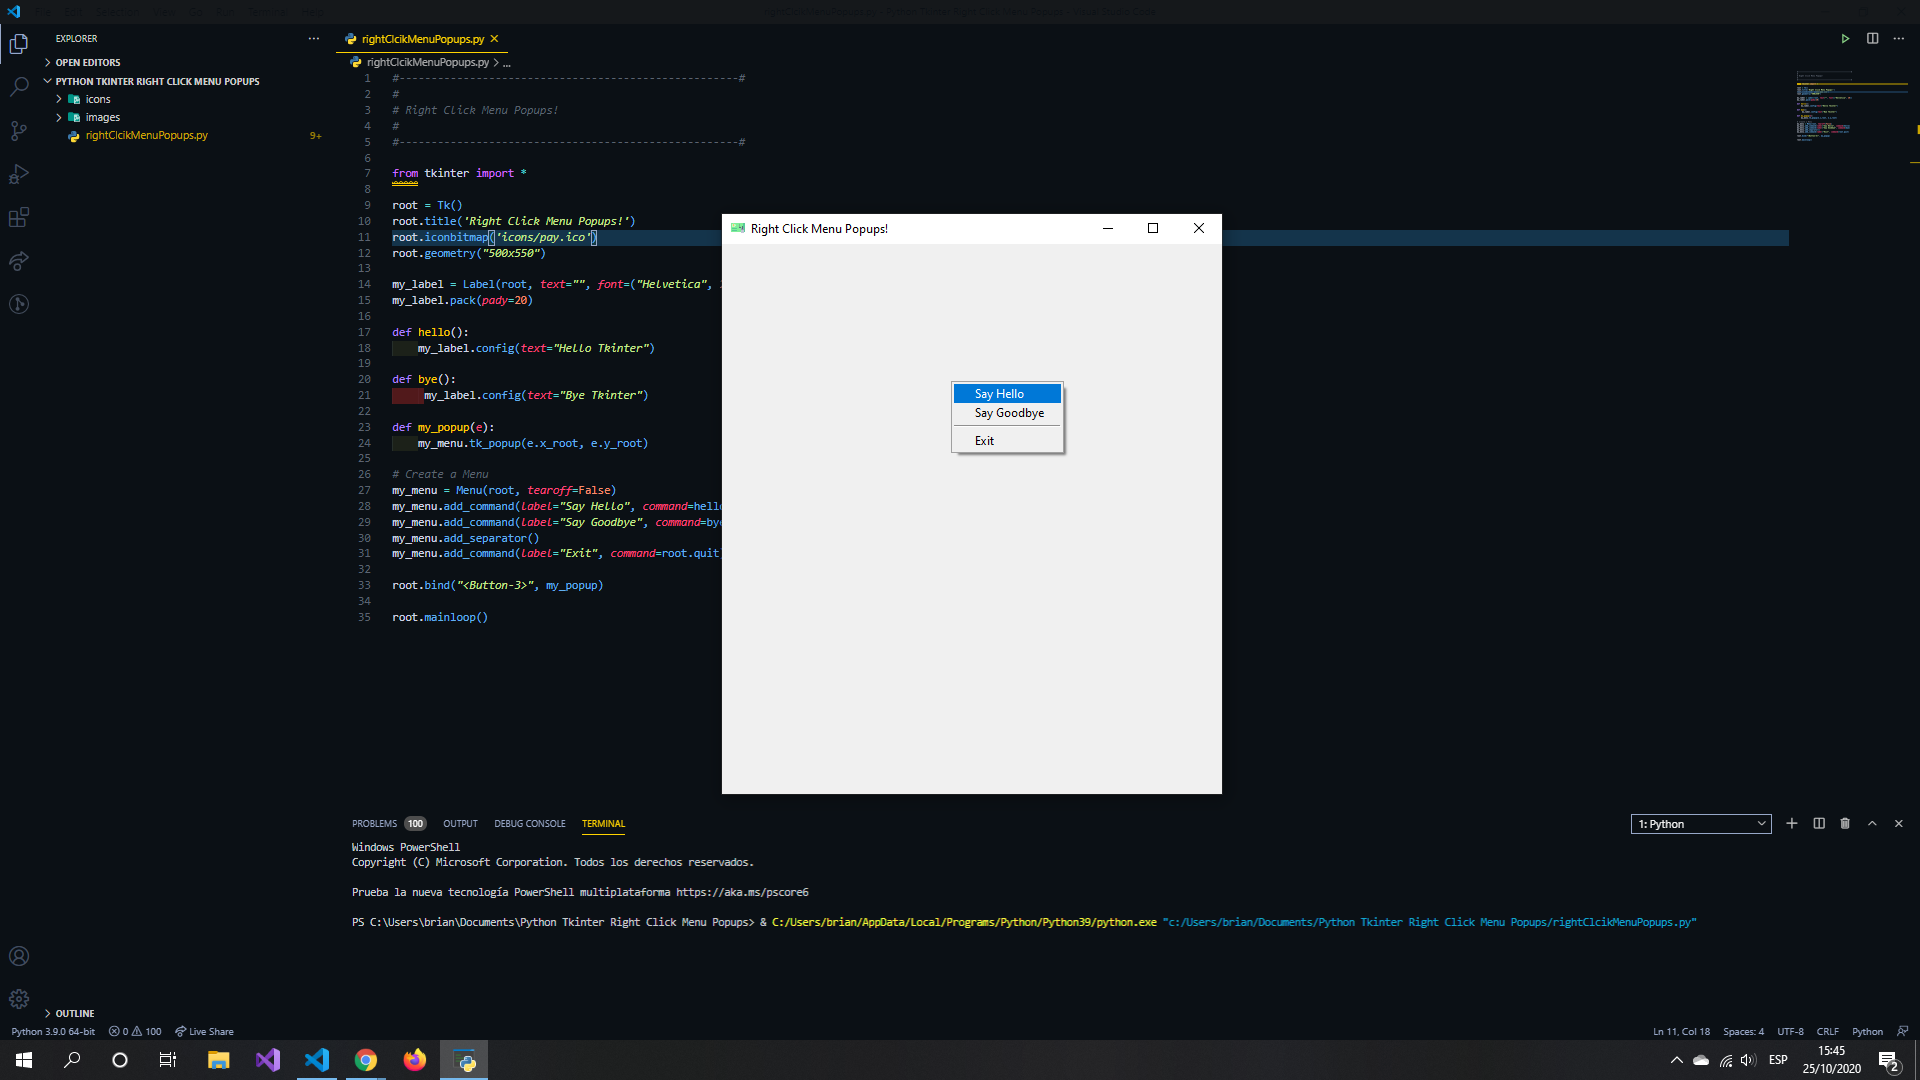 EXPLORER
OPEN EDITORS
PYTHON TKINTER RIGHT CLICK MENU POPUPS
icons
images
rightClcikMenuPopups.py 9+
rightClcikMenuPopups.py
rightClcikMenuPopups.py > ...
1 #-----------------------------------------------------#
2 #
3 # Right Click Menu Popups!
4 #
5 #-----------------------------------------------------#
6
7 from tkinter import *
8
9 root = Tk()
10 root.title('Right Click Menu Popups!')
11 root.iconbitmap('icons/pay.ico')
12 root.geometry("500x550")
13
14 my_label = Label(root, text="", font=("Helvetica",
15 my_label.pack(pady=20)
16
17 def hello():
18 my_label.config(text="Hello Tkinter")
19
20 def bye():
21 my_label.config(text="Bye Tkinter")
22
23 def my_popup(e):
24 my_menu.tk_popup(e.x_root, e.y_root)
25
26 # Create a Menu
27 my_menu = Menu(root, tearoff=False)
28 my_menu.add_command(label="Say Hello", command=hello
29 my_menu.add_command(label="Say Goodbye", command=bye
30 my_menu.add_separator()
31 my_menu.add_command(label="Exit", command=root.quit)
32
33 root.bind("<Button-3>", my_popup)
34
35 root.mainloop()
Right Click Menu Popups!
Say Hello
Say Goodbye
Exit
PROBLEMS 100 OUTPUT DEBUG CONSOLE TERMINAL
1: Python
Windows PowerShell
Copyright (C) Microsoft Corporation. Todos los derechos reservados.
Prueba la nueva tecnología PowerShell multiplataforma https://aka.ms/pscore6
PS C:\Users\brian\Documents\Python Tkinter Right Click Menu Popups> & C:/Users/brian/AppData/Local/Programs/Python/Python39/python.exe "c:/Users/brian/Documents/Python Tkinter Right Click Menu Popups/rightClcikMenuPopups.py"
OUTLINE
Python 3.9.0 64-bit 0 100 Live Share
Ln 11, Col 18 Spaces: 4 UTF-8 CRLF Python
ESP
15:45
25/10/2020
2